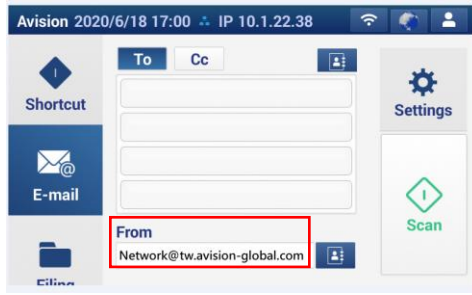 Avision 2020/6/18 17:00 IP 10.1.22.38
To Cc
Shortcut
Settings
E-mail
Scan
From
Network@tw.avision-global.com
Filing